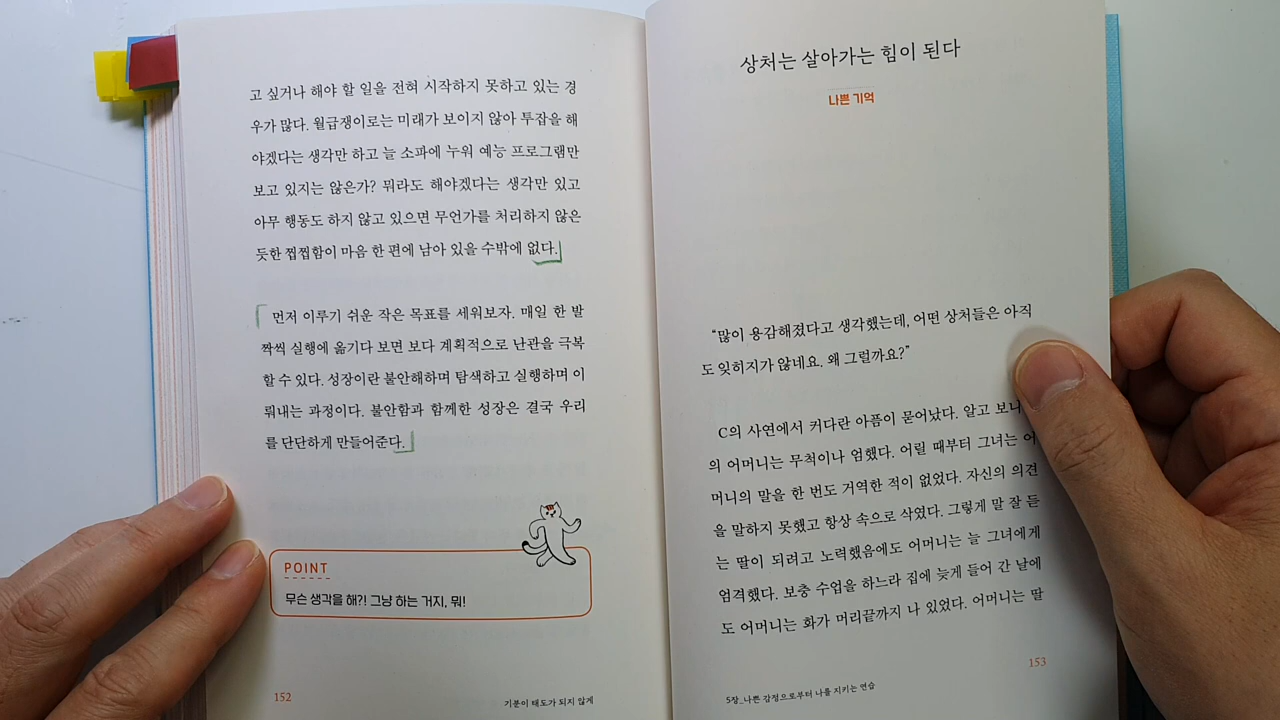 고 싶거나 해야 할 일을 전혀 시작하지 못하고 있는 경
우가 많다. 월급쟁이로는 미래가 보이지 않아 투잡을 해
야겠다는 생각만 하고 늘 소파에 누워 예능 프로그램만
보고 있지는 않은가? 뭐라도 해야겠다는 생각만 있고
아무 행동도 하지 않고 있으면 무언가를 처리하지 않은
듯한 찝찝함이 마음 한 편에 남아 있을 수밖에 없다.
먼저 이루기 쉬운 작은 목표를 세워보자. 매일 한 발
짝씩 실행에 옮기다 보면 보다 계획적으로 난관을 극복
할 수 있다. 성장이란 불안해하며 탐색하고 실행하며 이
뤄내는 과정이다. 불안함과 함께한 성장은 결국 우리
를 단단하게 만들어준다.
POINT
무슨 생각을 해?! 그냥 하는 거지, 뭐!
152
기분이 태도가 되지 않게
상처는 살아가는 힘이 된다
나쁜 기억
“많이 용감해졌다고 생각했는데, 어떤 상처들은 아직
도 잊히지가 않네요. 왜 그럴까요?”
C의 사연에서 커다란 아픔이 묻어났다. 알고 보니
의 어머니는 무척이나 엄했다. 어릴 때부터 그녀는 어
머니의 말을 한 번도 거역한 적이 없었다. 자신의 의견
을 말하지 못했고 항상 속으로 삭였다. 그렇게 말 잘 듣
는 딸이 되려고 노력했음에도 어머니는 늘 그녀에게
엄격했다. 보충 수업을 하느라 집에 늦게 들어 간 날에
도 어머니는 화가 머리끝까지 나 있었다. 어머니는 딸
153
5장_나쁜 감정으로부터 나를 지키는 연습